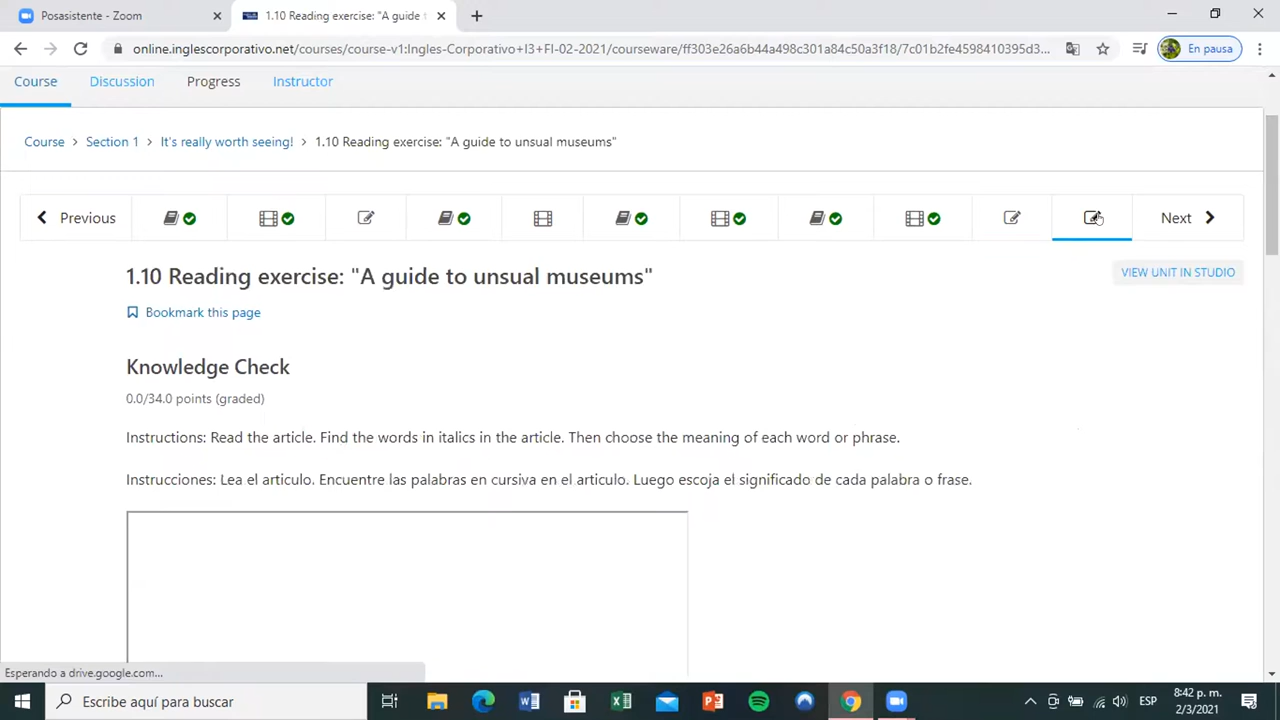 Posasistente - Zoom
1.10 Reading exercise: "A guide t
online.inglescorporativo.net/courses/course-v1:Ingles-Corporativo+I3+FI-02-2021/courseware/ff303e26a6b44a498c301a84c50a3f18/7c01b2fe4598410395d3...
En pausa
Course
Discussion
Progress
Instructor
Course > Section 1 > It's really worth seeing! > 1.10 Reading exercise: "A guide to unsual museums"
Previous
Next
1.10 Reading exercise: "A guide to unsual museums"
VIEW UNIT IN STUDIO
Bookmark this page
Knowledge Check
0.0/34.0 points (graded)
Instructions: Read the article. Find the words in italics in the article. Then choose the meaning of each word or phrase.
Instrucciones: Lea el articulo. Encuentre las palabras en cursiva en el articulo. Luego escoja el significado de cada palabra o frase.
Esperando a drive.google.com...
Escribe aquí para buscar
ESP
8:42 p. m.
2/3/2021